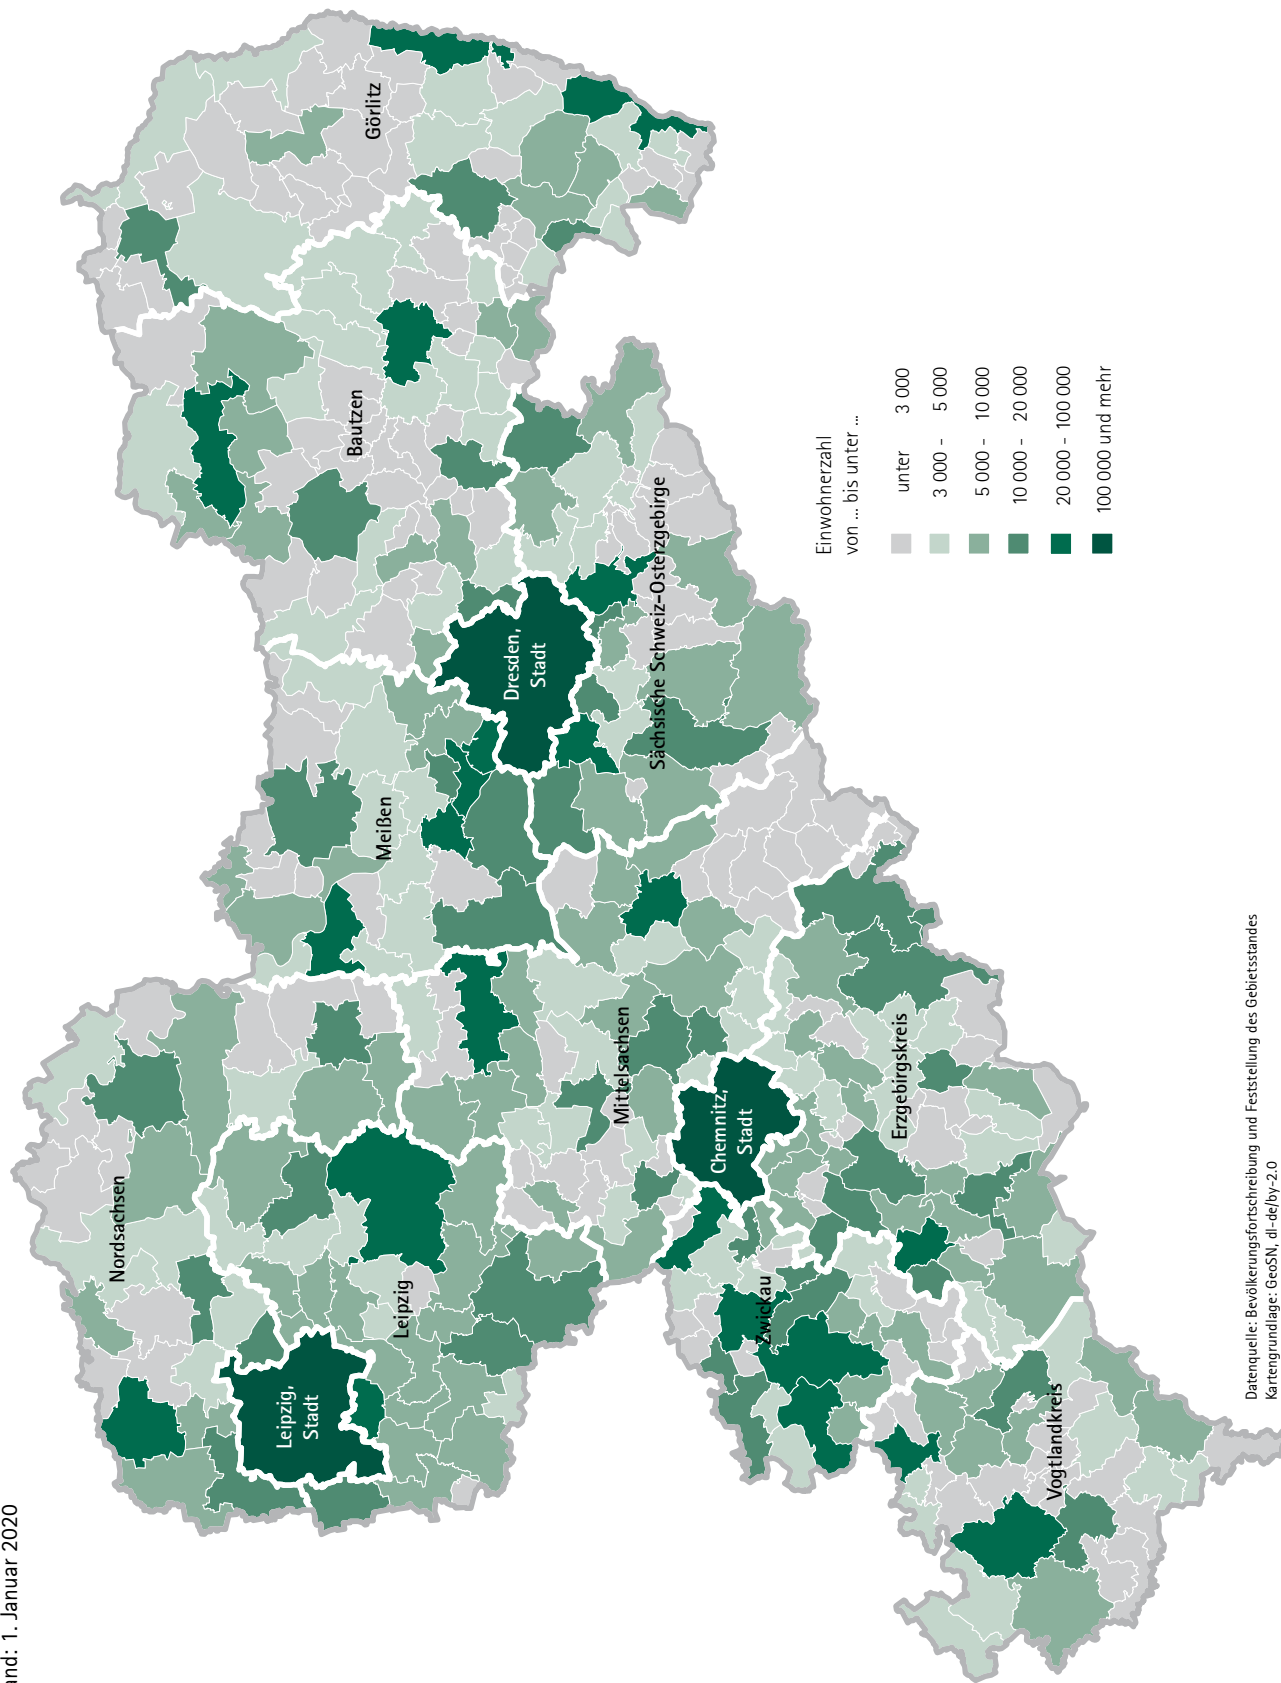 and: 1. Januar 2020
Nordsachsen
Leipzig,
Stadt
Leipzig
Meißen
Bautzen
Görlitz
Dresden,
Stadt
Sächsische Schweiz-Osterzgebirge
Mittelsachsen
Chemnitz,
Stadt
Zwickau
Erzgebirgskreis
Vogtlandkreis
Einwohnerzahl
von ... bis unter ...
unter 3 000
3 000 - 5 000
5 000 - 10 000
10 000 - 20 000
20 000 - 100 000
100 000 und mehr
Datenquelle: Bevölkerungsfortschreibung und Feststellung des Gebietsstandes
Kartengrundlage: GeoSN, dl-de/by-2.0